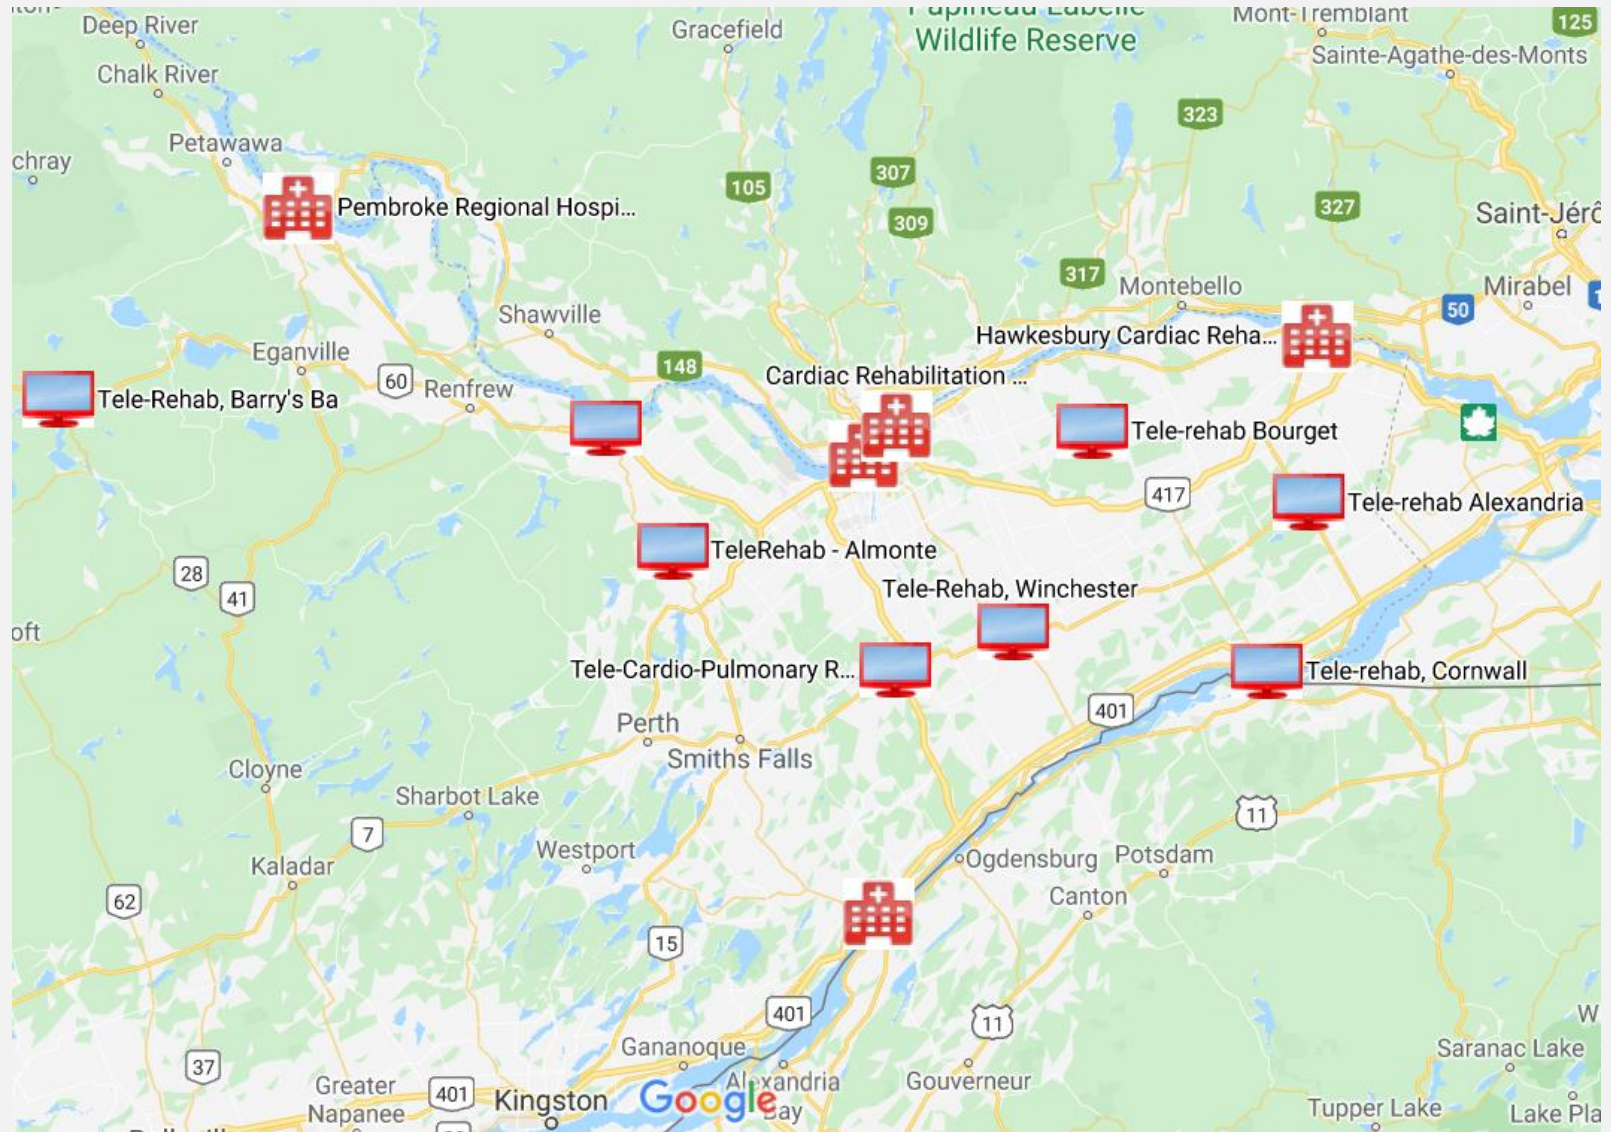 Deep River
Gracefield
Wildlife Reserve
Mont-Tremblant
125
Sainte-Agathe-des-Monts
Chalk River
323
Petawawa
chray
105
307
309
327
Saint-Jérô
Pembroke Regional Hospi...
317
Montebello
Mirabel
50
Shawville
Hawkesbury Cardiac Reha...
Eganville
148
60
Renfrew
Cardiac Rehabilitation ...
Tele-Rehab, Barry's Ba
Tele-rehab Bourget
417
Tele-rehab Alexandria
TeleRehab - Almonte
28
41
Tele-Rehab, Winchester
oft
Tele-Cardio-Pulmonary R...
Tele-rehab, Cornwall
401
Perth
Smiths Falls
Cloyne
Sharbot Lake
7
11
Westport
Ogdensburg
Potsdam
Kaladar
Canton
62
15
401
11
Gananoque
Saranac Lake
37
Greater
Napanee
401
Kingston
Google
Alexandria
Bay
Gouverneur
Tupper Lake
Lake Pla